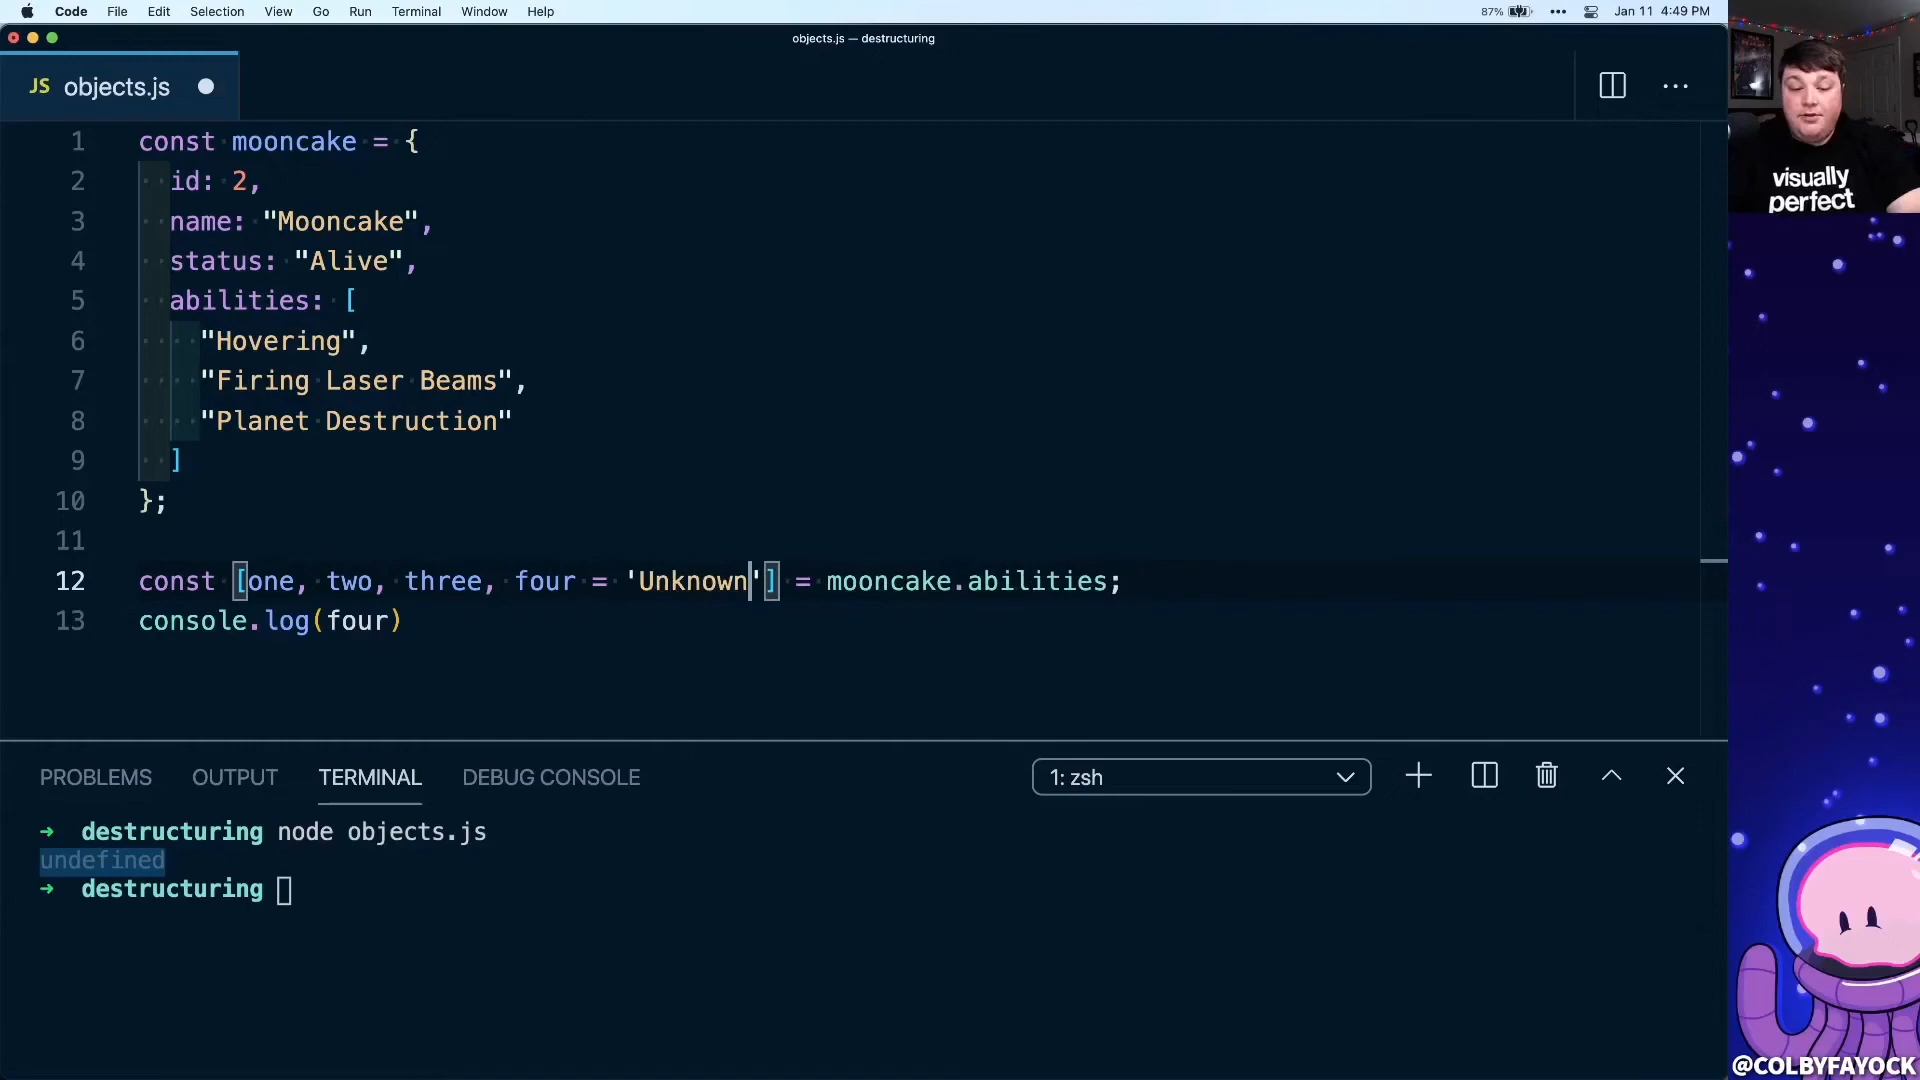 Code File Edit Selection View Go Run Terminal Window Help 87% Jan 11 4:49 PM
objects.js — destructuring
JS objects.js
1 const mooncake = {
2 id: 2,
3 name: "Mooncake",
4 status: "Alive",
5 abilities: [
6 "Hovering",
7 "Firing Laser Beams",
8 "Planet Destruction"
9 ]
10 };
11
12 const [one, two, three, four = 'Unknown'] = mooncake.abilities;
13 console.log(four)
PROBLEMS OUTPUT TERMINAL DEBUG CONSOLE 1: zsh
➜ destructuring node objects.js
undefined
➜ destructuring
visually
perfect
@COLBYFAYOCK